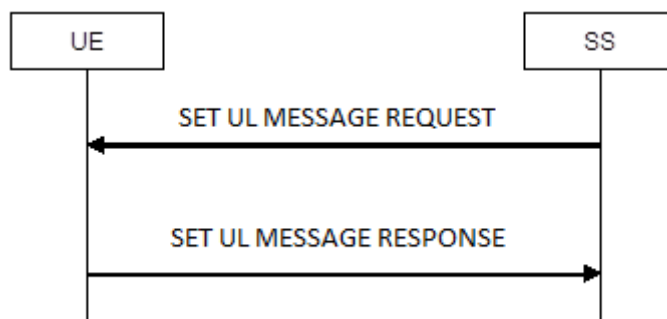 UE
SS
SET UL MESSAGE REQUEST
SET UL MESSAGE RESPONSE